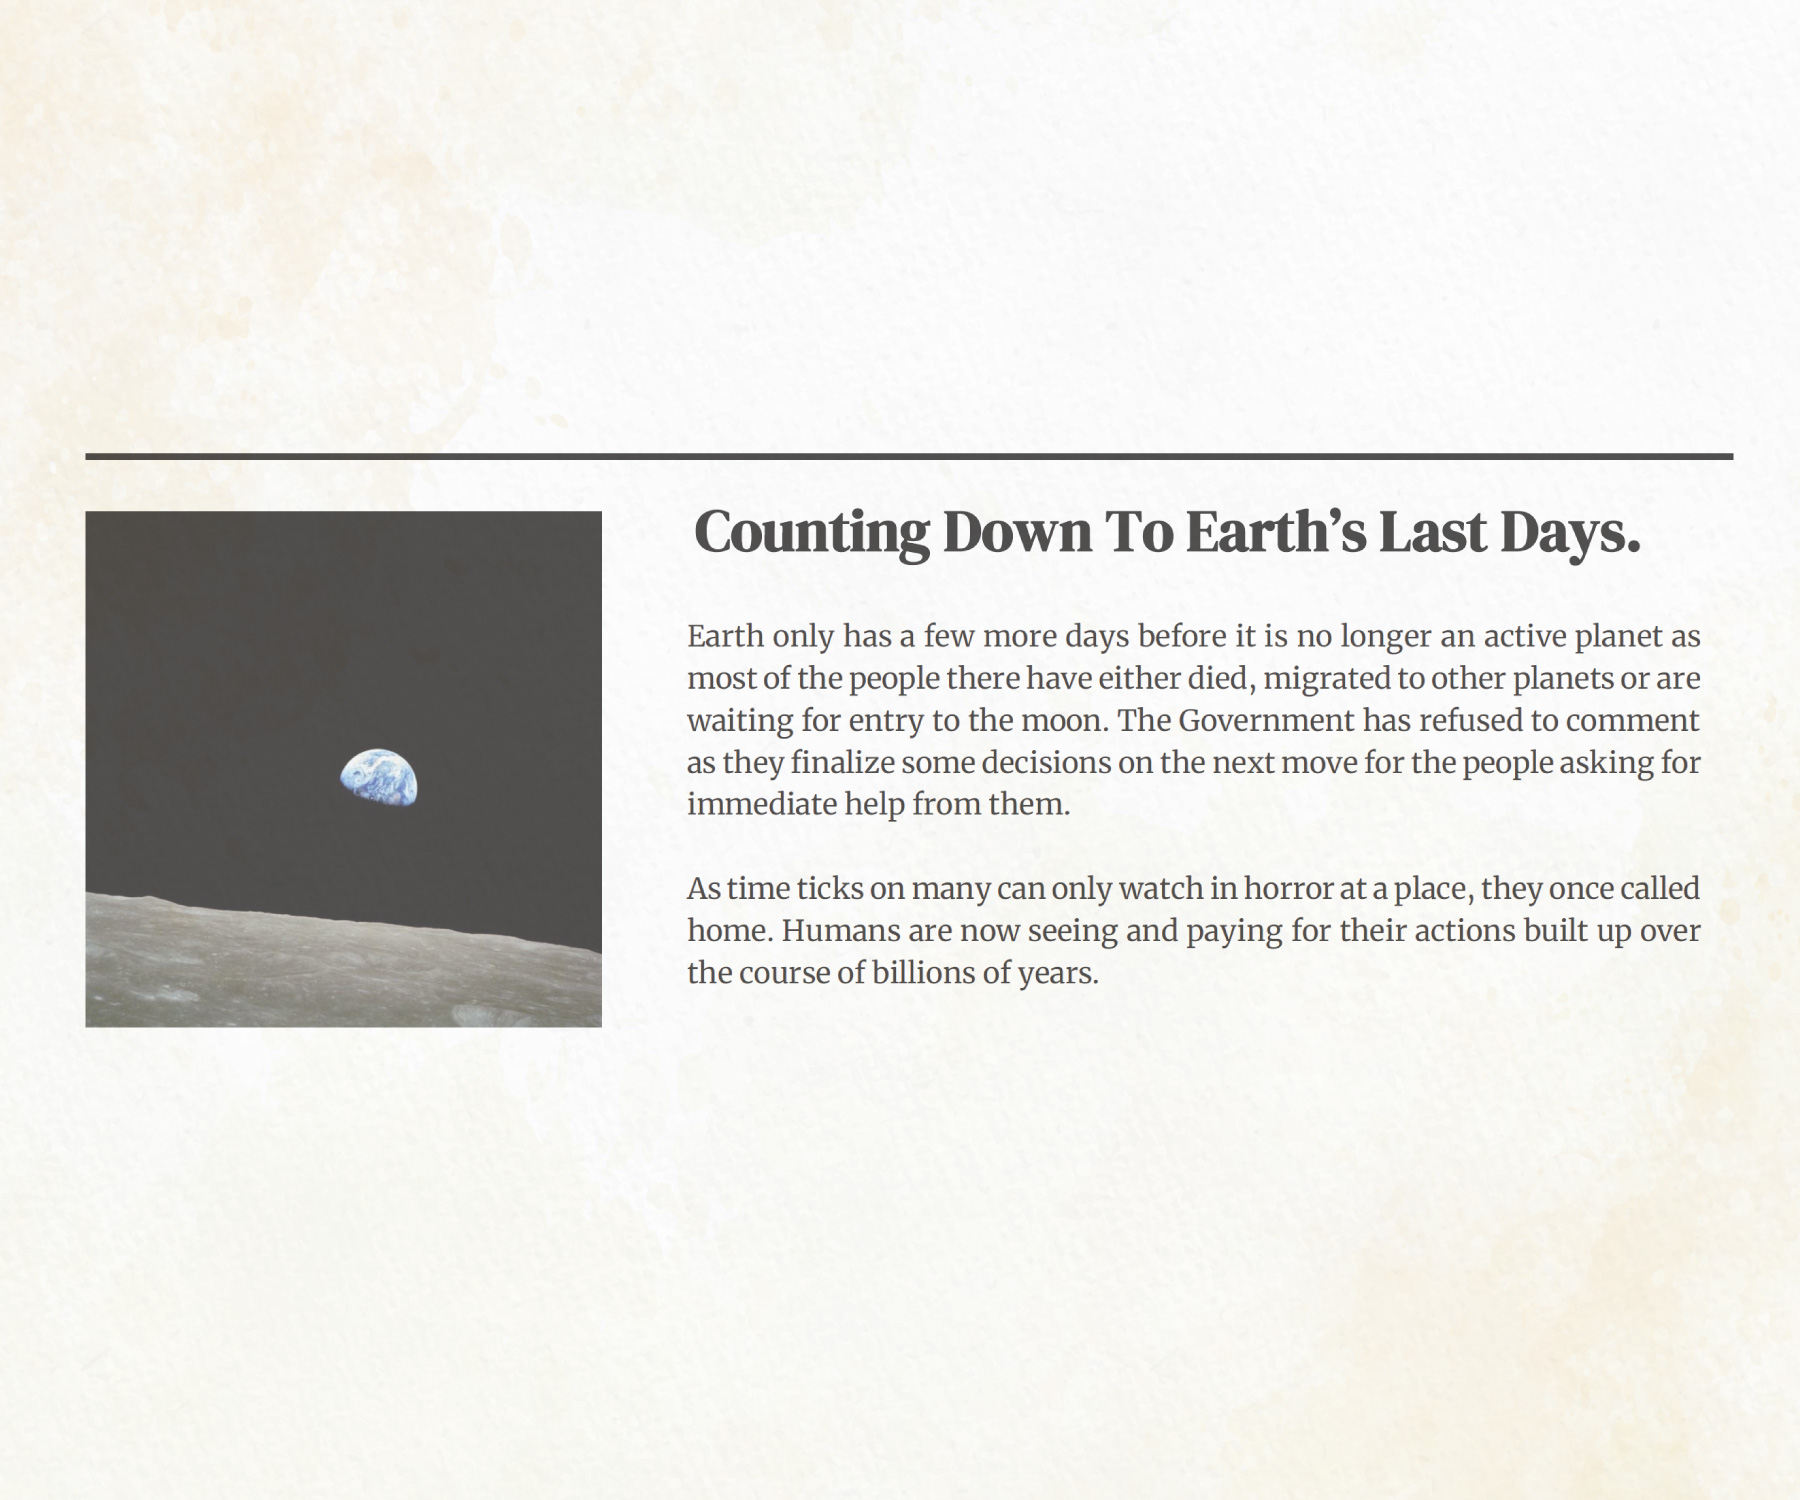 Counting Down To Earth’s Last Days.
Earth only has a few more days before it is no longer an active planet as
most of the people there have either died, migrated to other planets or are
waiting for entry to the moon. The Government has refused to comment
as they finalize some decisions on the next move for the people asking for
immediate help from them.
As time ticks on many can only watch in horror at a place, they once called
home. Humans are now seeing and paying for their actions built up over
the course of billions of years.